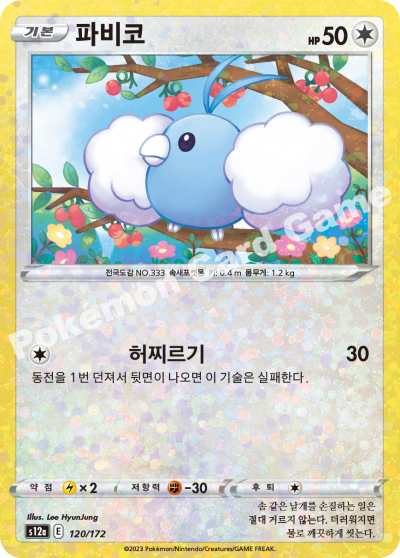 기본 파비코 HP 50
전국도감 NO.333 솜새포켓몬 키: 0.4 m 몸무게: 1.2 kg
Pokémon Card Game
허찌르기 30
동전을 1번 던져서 뒷면이 나오면 이 기술은 실패한다.
약점 ×2 저항력 -30 후퇴
Illus. Lee HyunJung
s12a E 120/172
솜 같은 날개를 손질하는 일은
절대 거르지 않는다. 더러워지면
물로 깨끗하게 씻는다.
©2023 Pokémon/Nintendo/Creatures/GAME FREAK.